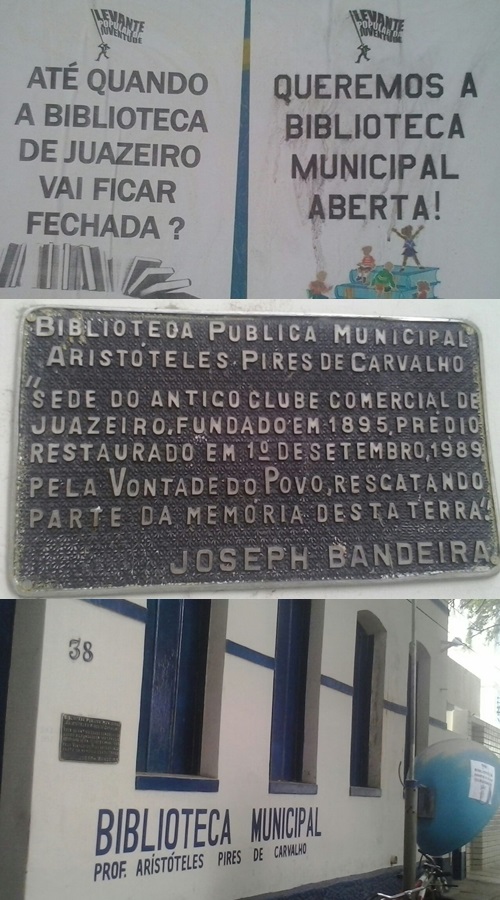 LEVANTE
POPULAR DA
JUVENTUDE
ATÉ QUANDO
A BIBLIOTECA
DE JUAZEIRO
VAI FICAR
FECHADA ?
LEVANTE
POPULAR DA
JUVENTUDE
QUEREMOS A
BIBLIOTECA
MUNICIPAL
ABERTA!
BIBLIOTECA PUBLICA MUNICIPAL
ARISTÓTELES PIRES DE CARVALHO
"SEDE DO ANTIGO CLUBE COMERCIAL DE
JUAZEIRO, FUNDADO EM 1895, PREDIO
RESTAURADO EM 1º DE SETEMBRO, 1989
PELA VONTADE DO POVO, RESGATANDO
PARTE DA MEMÓRIA DESTA TERRA"
JOSEPH BANDEIRA
38
BIBLIOTECA MUNICIPAL
PROF. ARISTÓTELES PIRES DE CARVALHO